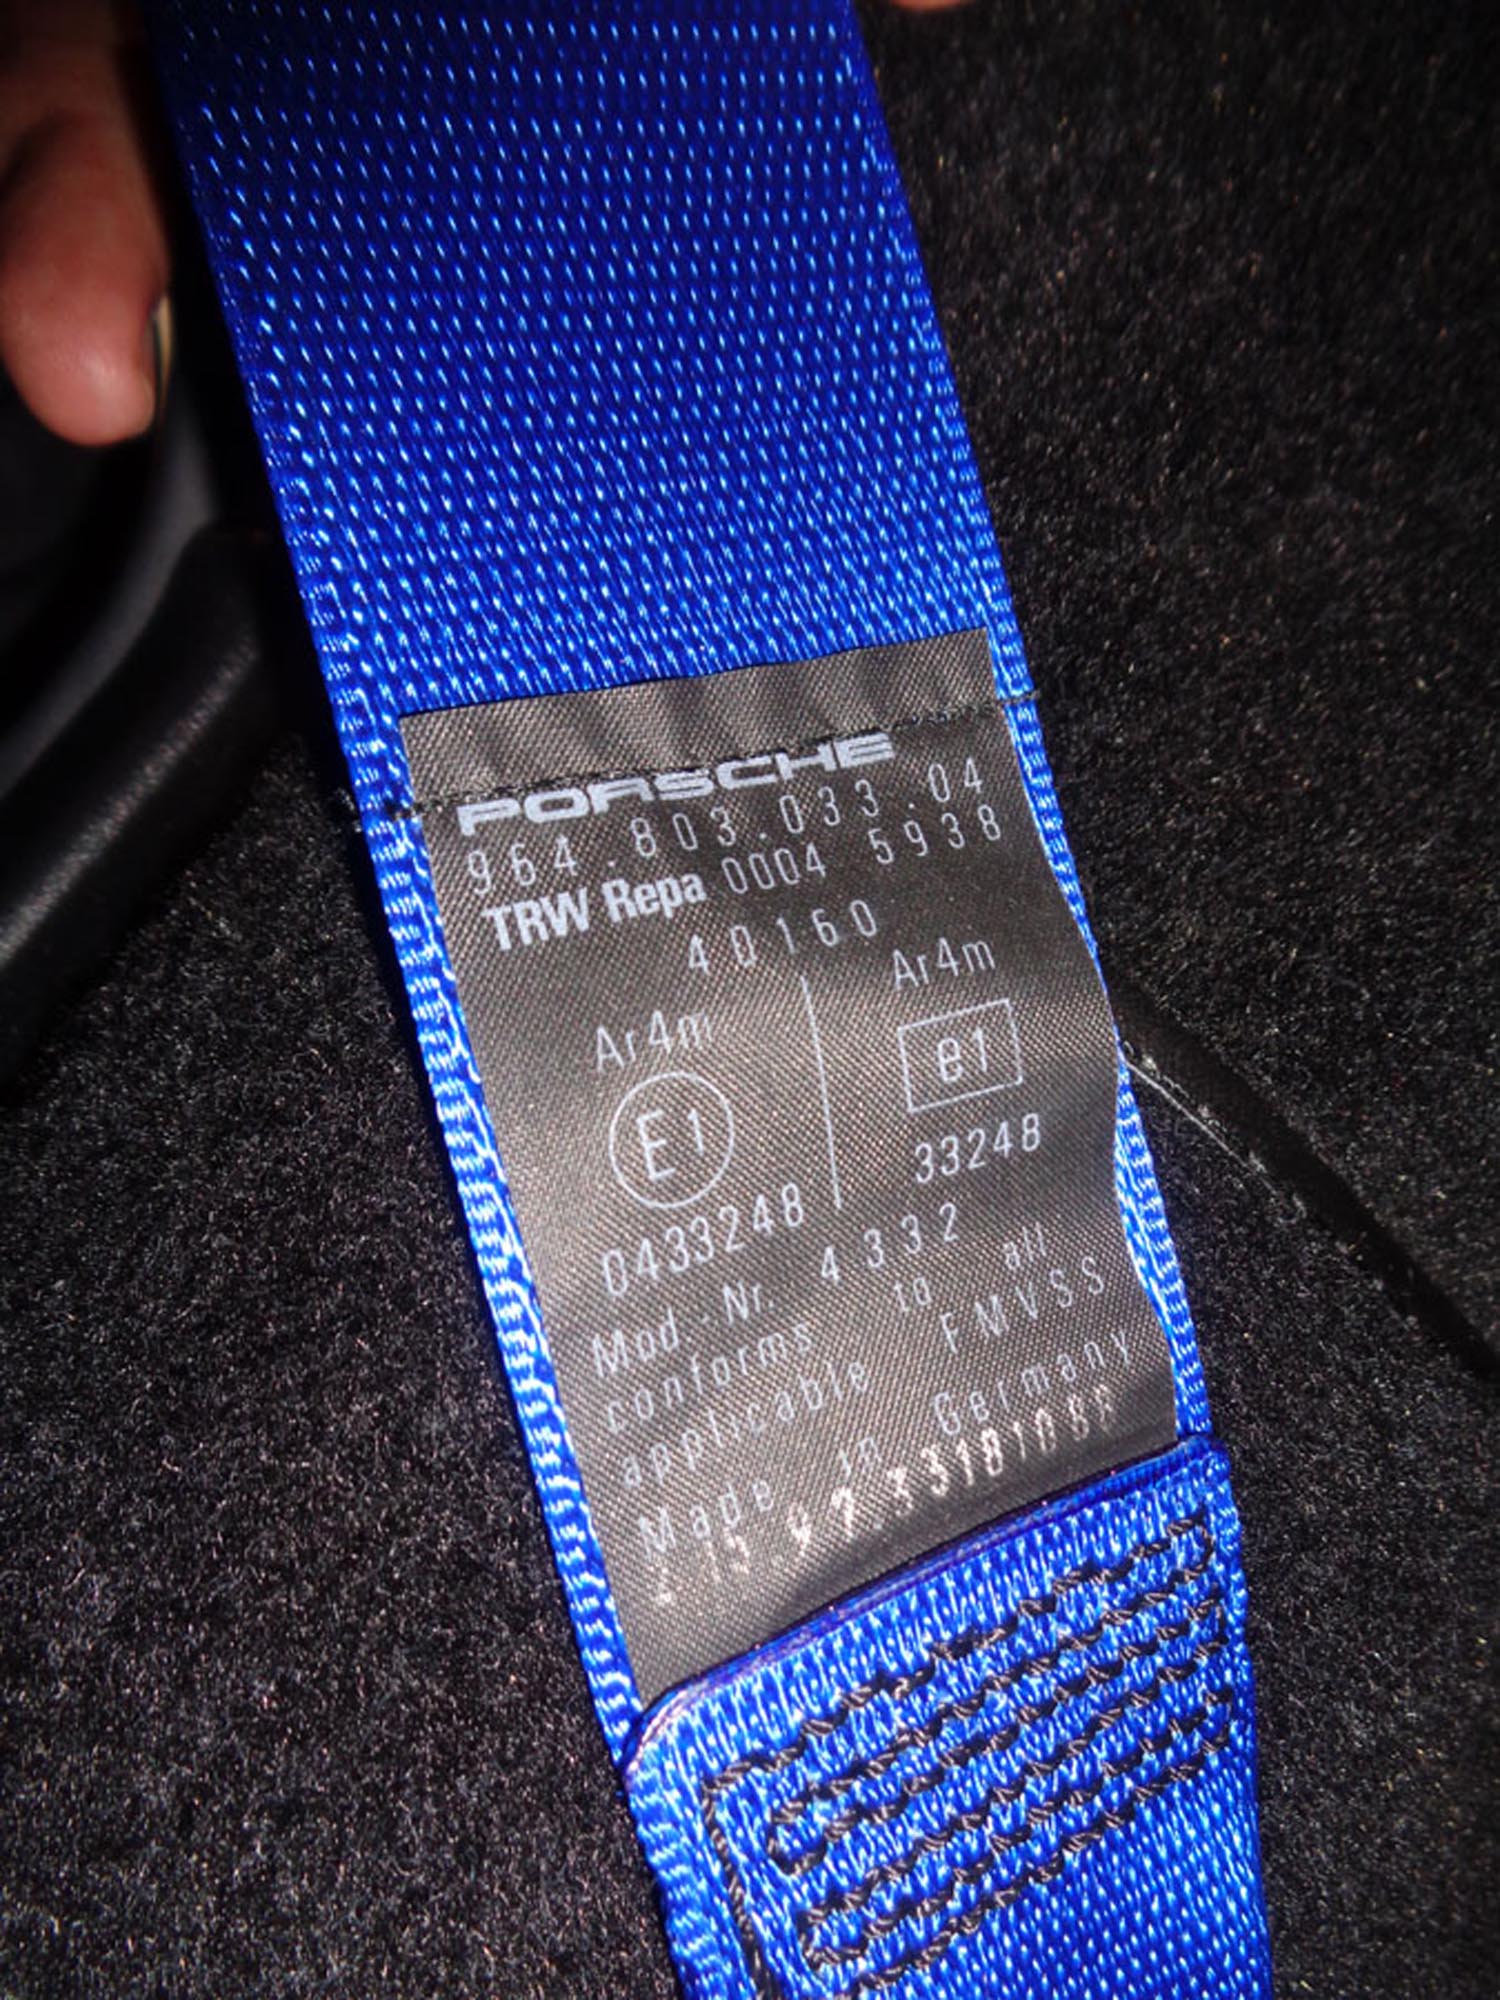 PORSCHE
964.803.033.04
TRW Repa 0004 5938
40160
Ar4m
E1
0433248
Ar4m
e1
33248
Mod.-Nr. 4332
conforms to all
applicable FMVSS
Made in Germany